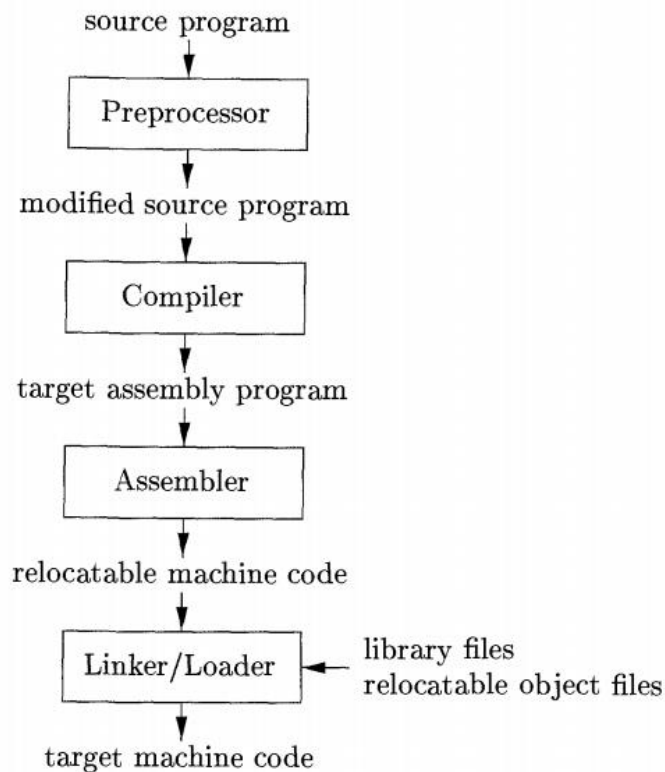 source program
Preprocessor
modified source program
Compiler
target assembly program
Assembler
relocatable machine code
Linker/Loader
library files
relocatable object files
target machine code